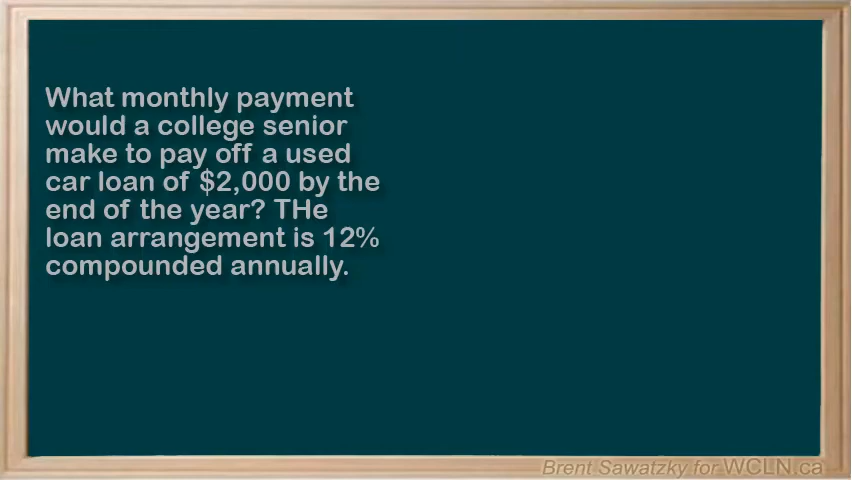 What monthly payment
would a college senior
make to pay off a used
car loan of $2,000 by the
end of the year? THe
loan arrangement is 12%
compounded annually.
Brent Sawatzky for WCLN.ca